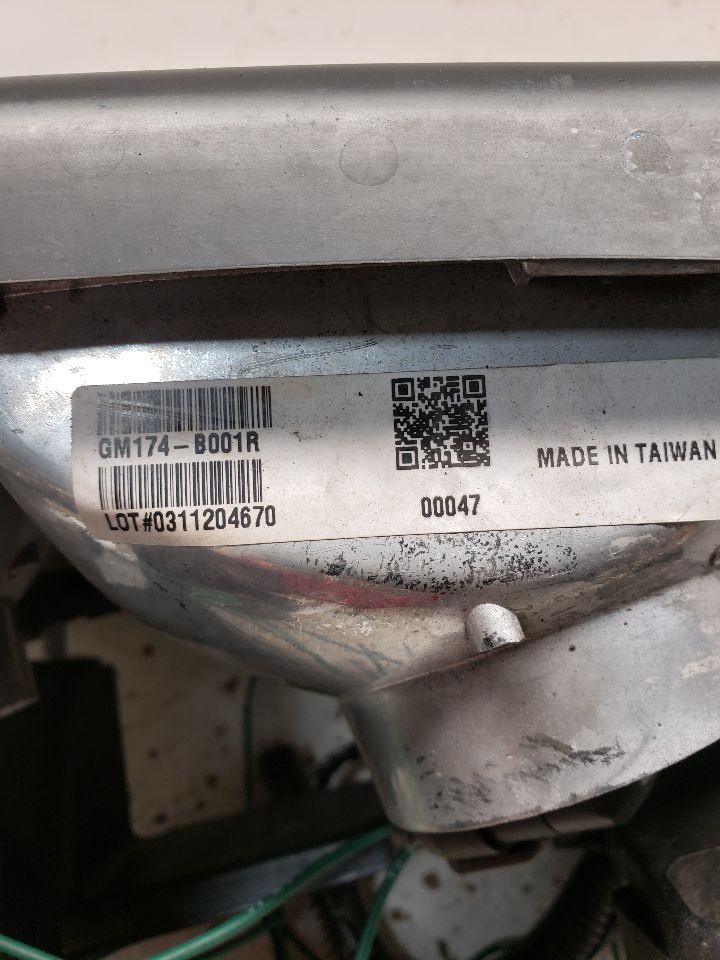 GM174-B001R
LOT#0311204670
00047
MADE IN TAIWAN